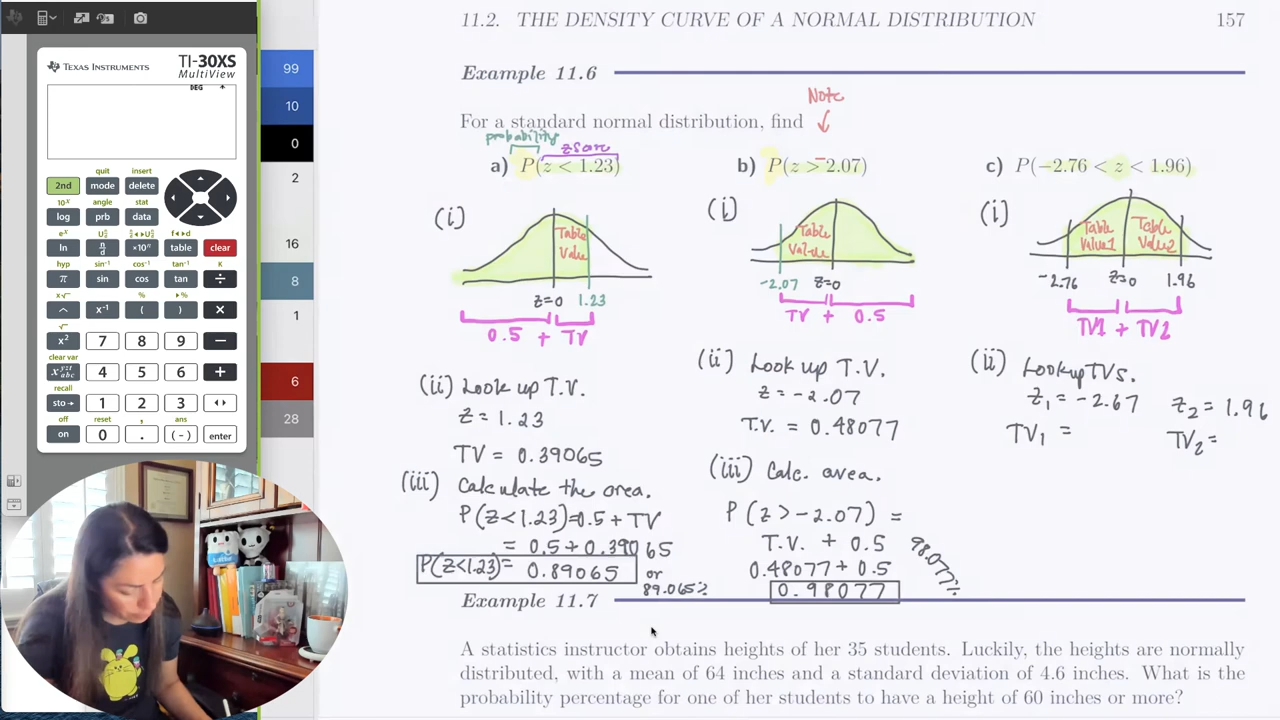 11.2. THE DENSITY CURVE OF A NORMAL DISTRIBUTION 157
Example 11.6
Note
For a standard normal distribution, find
probability
z score
a) P(z < 1.23)
b) P(z > -2.07)
c) P(−2.76 < z < 1.96)
(i)
Table
Value
z=0 1.23
0.5 + TV
(ii) Look up T.V.
z = 1.23
TV = 0.39065
(iii) Calculate the area.
P(z<1.23)=0.5 + TV
= 0.5+0.39065
P(z<1.23)= 0.89065
or
89.065%
(i)
Table
Value
-2.07 z=0
TV + 0.5
(ii) Look up T.V.
z = -2.07
T.V. = 0.48077
(iii) Calc. area.
P(z > -2.07) =
T.V. + 0.5
0.48077 + 0.5
0.98077
98.077%
(i)
Table Value1
Table Value2
-2.76 z=0 1.96
TV1 + TV2
(ii) Look up TVs.
z1 = -2.67 z2 = 1.96
TV1 = TV2 =
Example 11.7
A statistics instructor obtains heights of her 35 students. Luckily, the heights are normally
distributed, with a mean of 64 inches and a standard deviation of 4.6 inches. What is the
probability percentage for one of her students to have a height of 60 inches or more?
TEXAS INSTRUMENTS TI-30XS
MultiView
DEG
quit insert
2nd mode delete
10ˣ angle stat
log prb data
eˣ f◄►d
ln n/d ×10ⁿ table clear
hyp sin⁻¹ cos⁻¹ tan⁻¹ K
π sin cos tan ÷
% ►%
^ x⁻¹ ( ) ×
√
x² 7 8 9 −
clear var
x yzt abc 4 5 6 +
recall
sto→ 1 2 3 ◄►
off reset , ans
on 0 . (-) enter
99
10
0
2
16
8
1
6
28